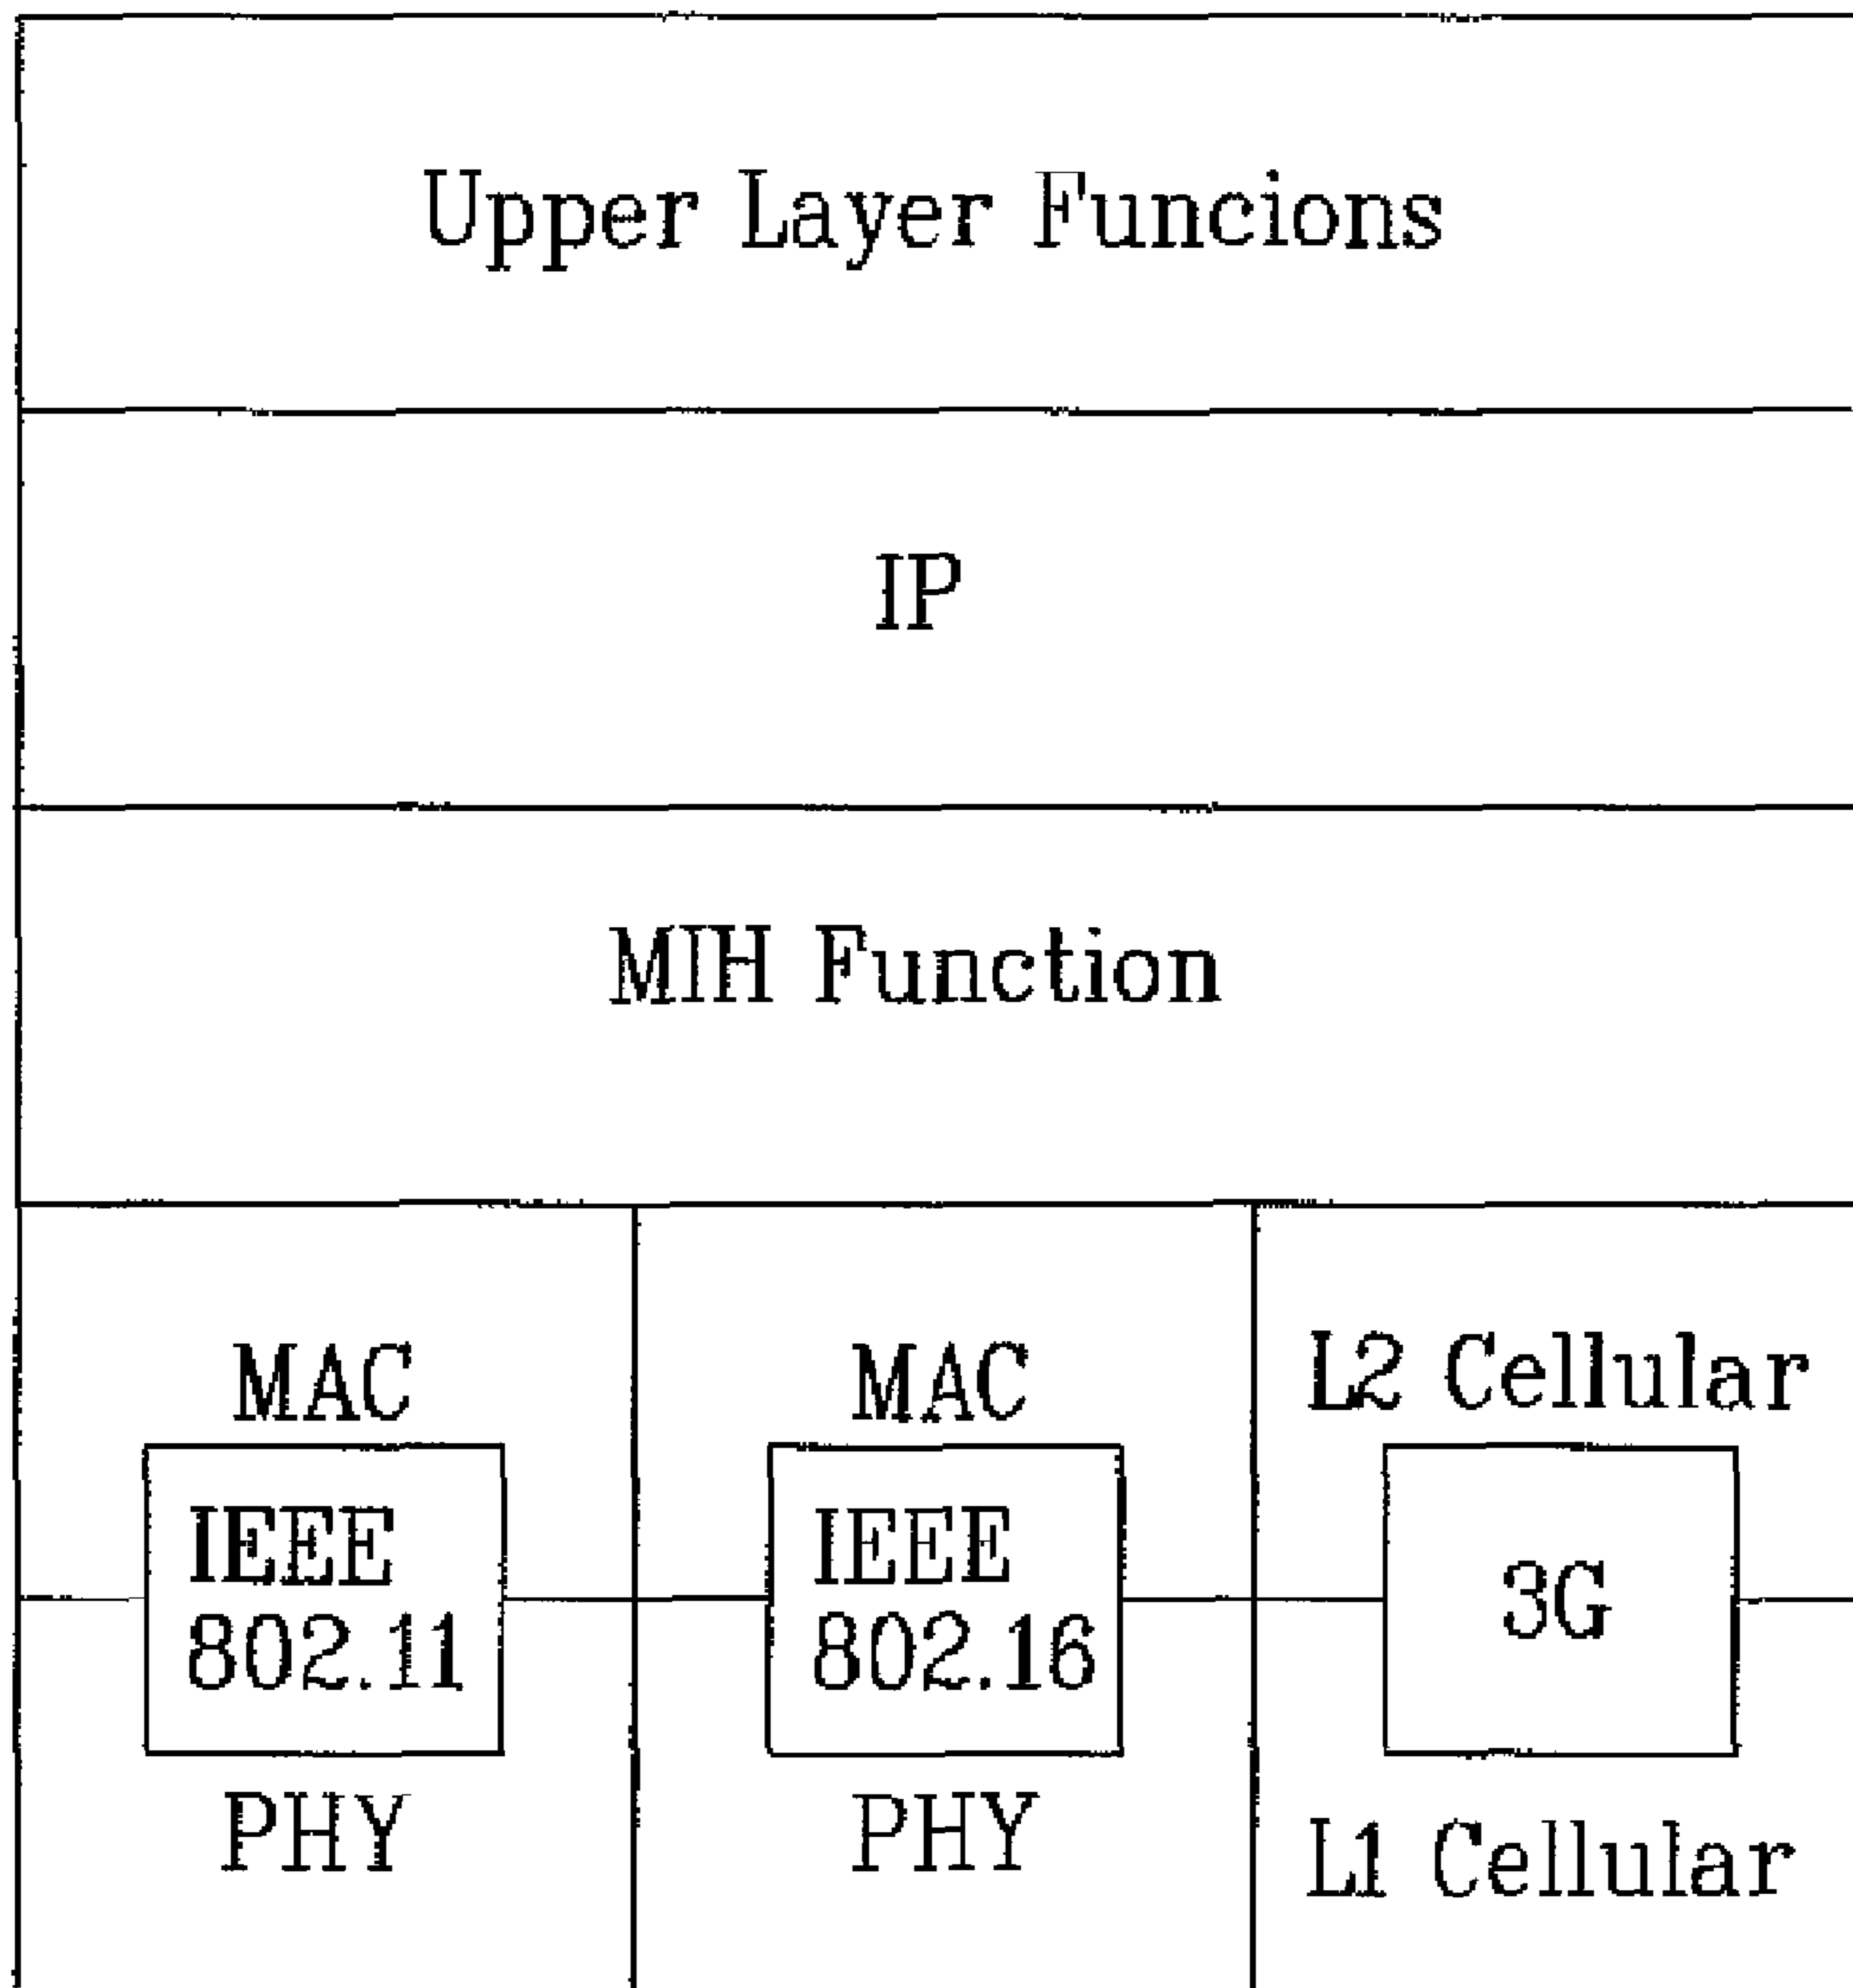 Upper Layer Funcions
IP
MIH Function
MAC
MAC
L2 Cellular
IEEE
802.11
IEEE
802.16
3G
PHY
PHY
L1 Cellular